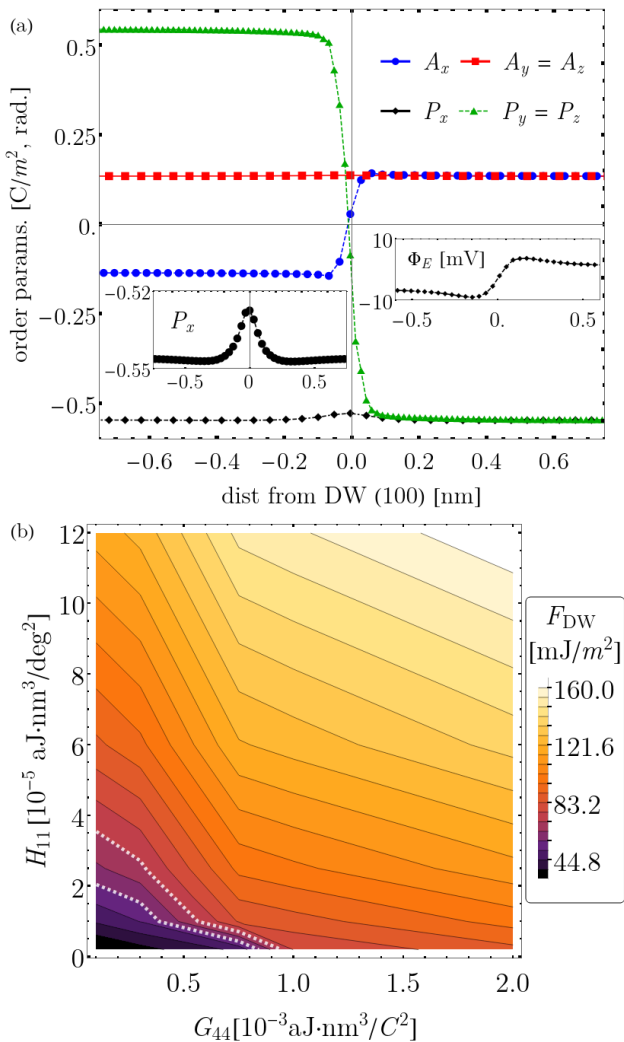 (a)
order params. [C/m², rad.]
0.5
0.25
0.
−0.25
−0.5
A_x
A_y = A_z
P_x
P_y = P_z
Φ_E [mV]
10
−10
−0.5 0. 0.5
−0.52
P_x
−0.55
−0.5 0 0.5
−0.6 −0.4 −0.2 0.0 0.2 0.4 0.6
dist from DW (100) [nm]
(b)
H₁₁[10⁻⁵ aJ·nm³/deg²]
12
10
8
6
4
2
0
0.5 1.0 1.5 2.0
G₄₄[10⁻³aJ·nm³/C²]
F_DW
[mJ/m²]
160.0
121.6
83.2
44.8